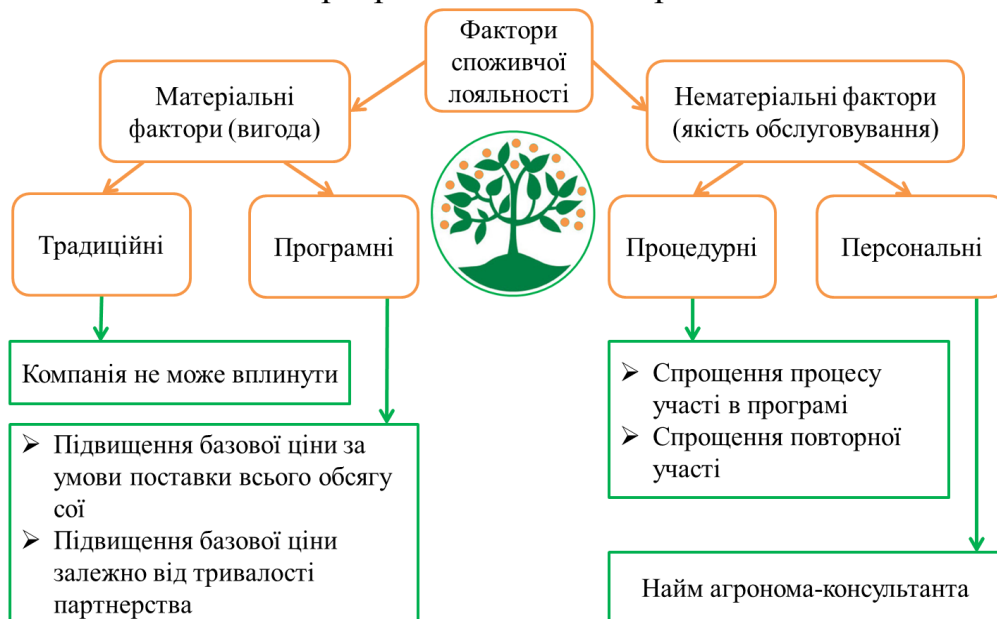 Фактори
споживчої
лояльності
Матеріальні
фактори (вигода)
Нематеріальні фактори
(якість обслуговування)
Традиційні
Програмні
Процедурні
Персональні
Компанія не може вплинути
➢ Підвищення базової ціни за
умови поставки всього обсягу
сої
➢ Підвищення базової ціни
залежно від тривалості
партнерства
➢ Спрощення процесу
участі в програмі
➢ Спрощення повторної
участі
Найм агронома-консультанта